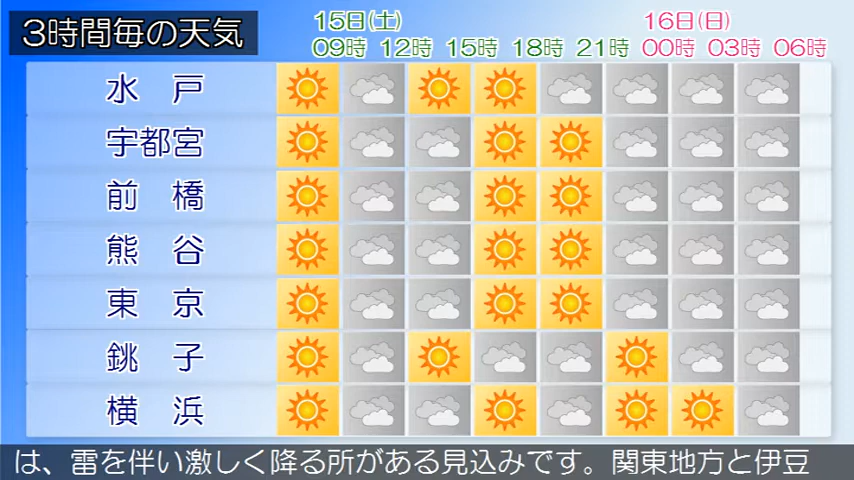 3時間毎の天気
15日(土) 16日(日)
09時 12時 15時 18時 21時 00時 03時 06時
水戸
宇都宮
前橋
熊谷
東京
銚子
横浜
は、雷を伴い激しく降る所がある見込みです。関東地方と伊豆